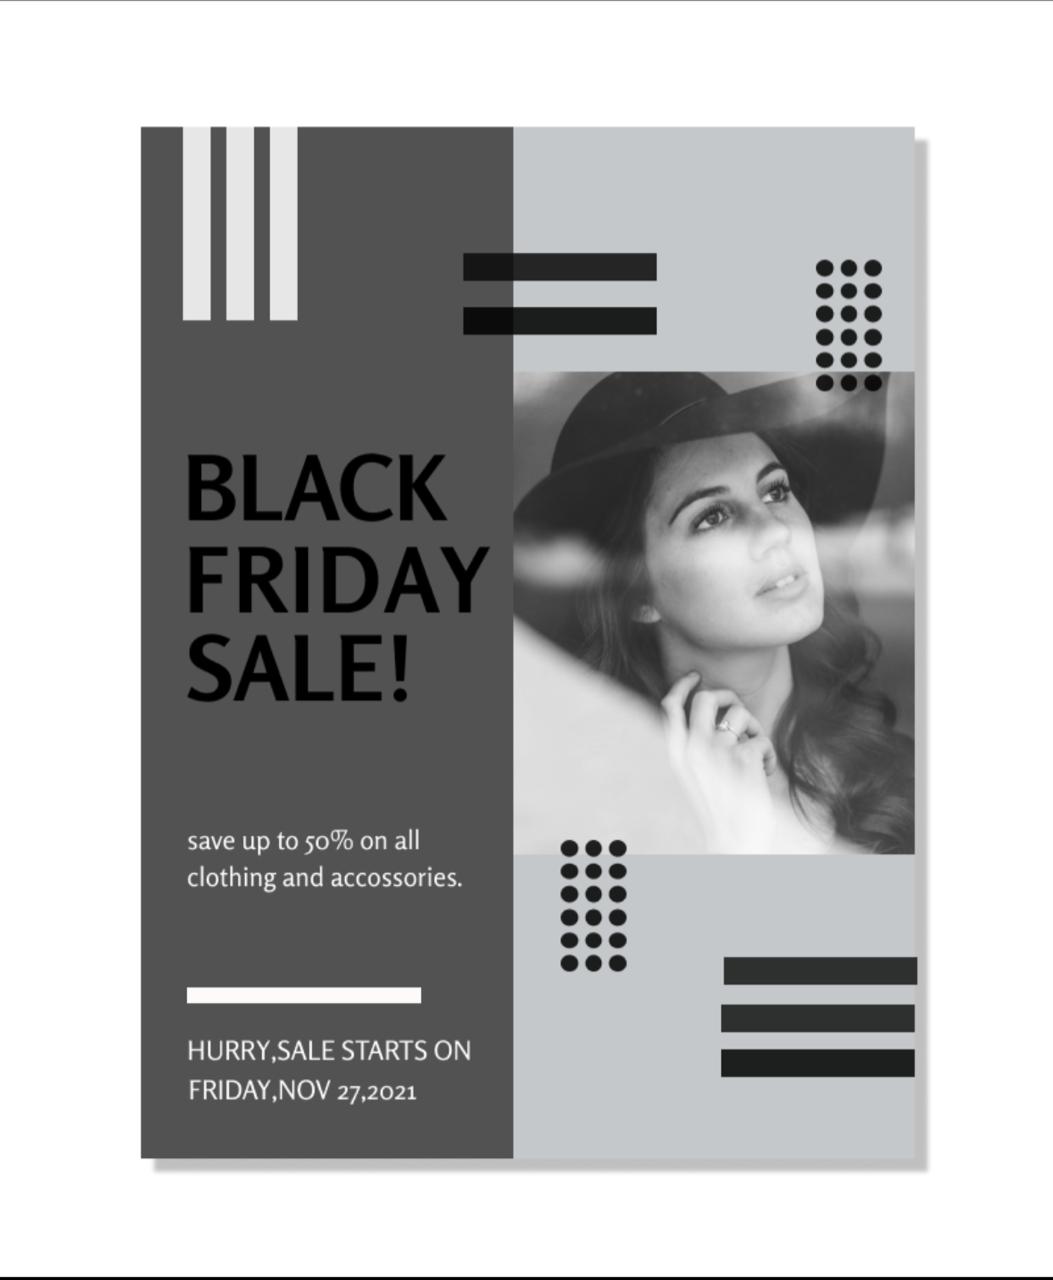 BLACK
FRIDAY
SALE!
save up to 50% on all
clothing and accossories.
HURRY,SALE STARTS ON
FRIDAY,NOV 27,2021